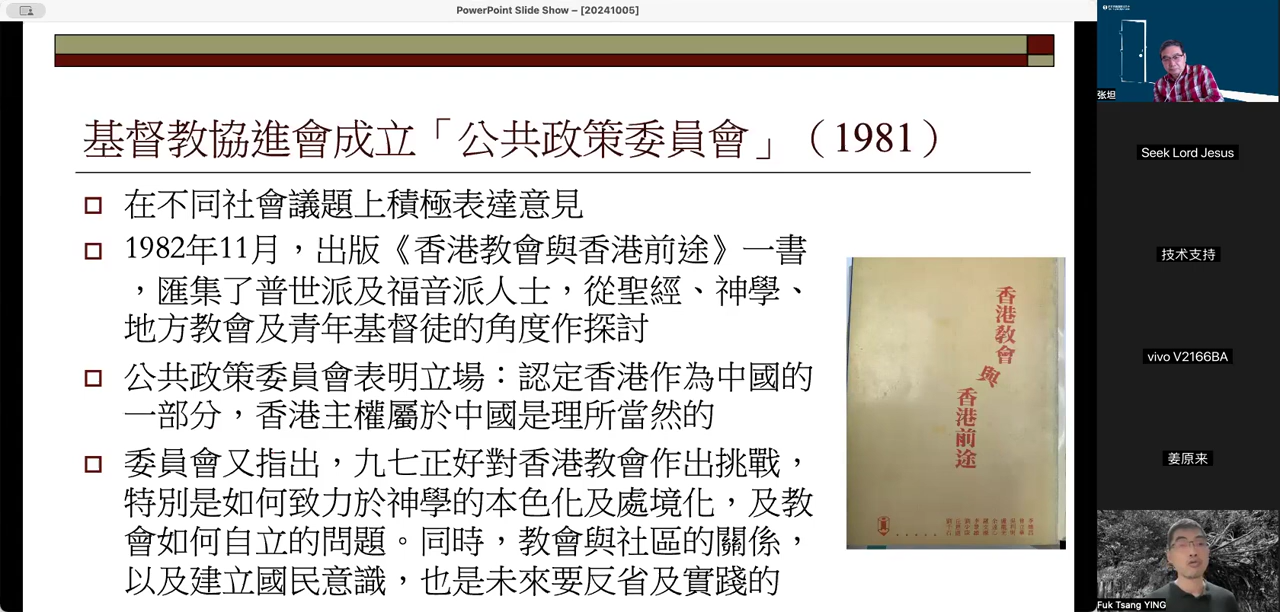 PowerPoint Slide Show – [20241005]
基督教協進會成立「公共政策委員會」（1981）
在不同社會議題上積極表達意見
1982年11月，出版《香港教會與香港前途》一書
，匯集了普世派及福音派人士，從聖經、神學、
地方教會及青年基督徒的角度作探討
公共政策委員會表明立場：認定香港作為中國的
一部分，香港主權屬於中國是理所當然的
委員會又指出，九七正好對香港教會作出挑戰，
特別是如何致力於神學的本色化及處境化，及教
會如何自立的問題。同時，教會與社區的關係，
以及建立國民意識，也是未來要反省及實踐的
香港教會
與
香港前途
张坦
Seek Lord Jesus
技术支持
vivo V2166BA
姜原来
Fuk Tsang YING